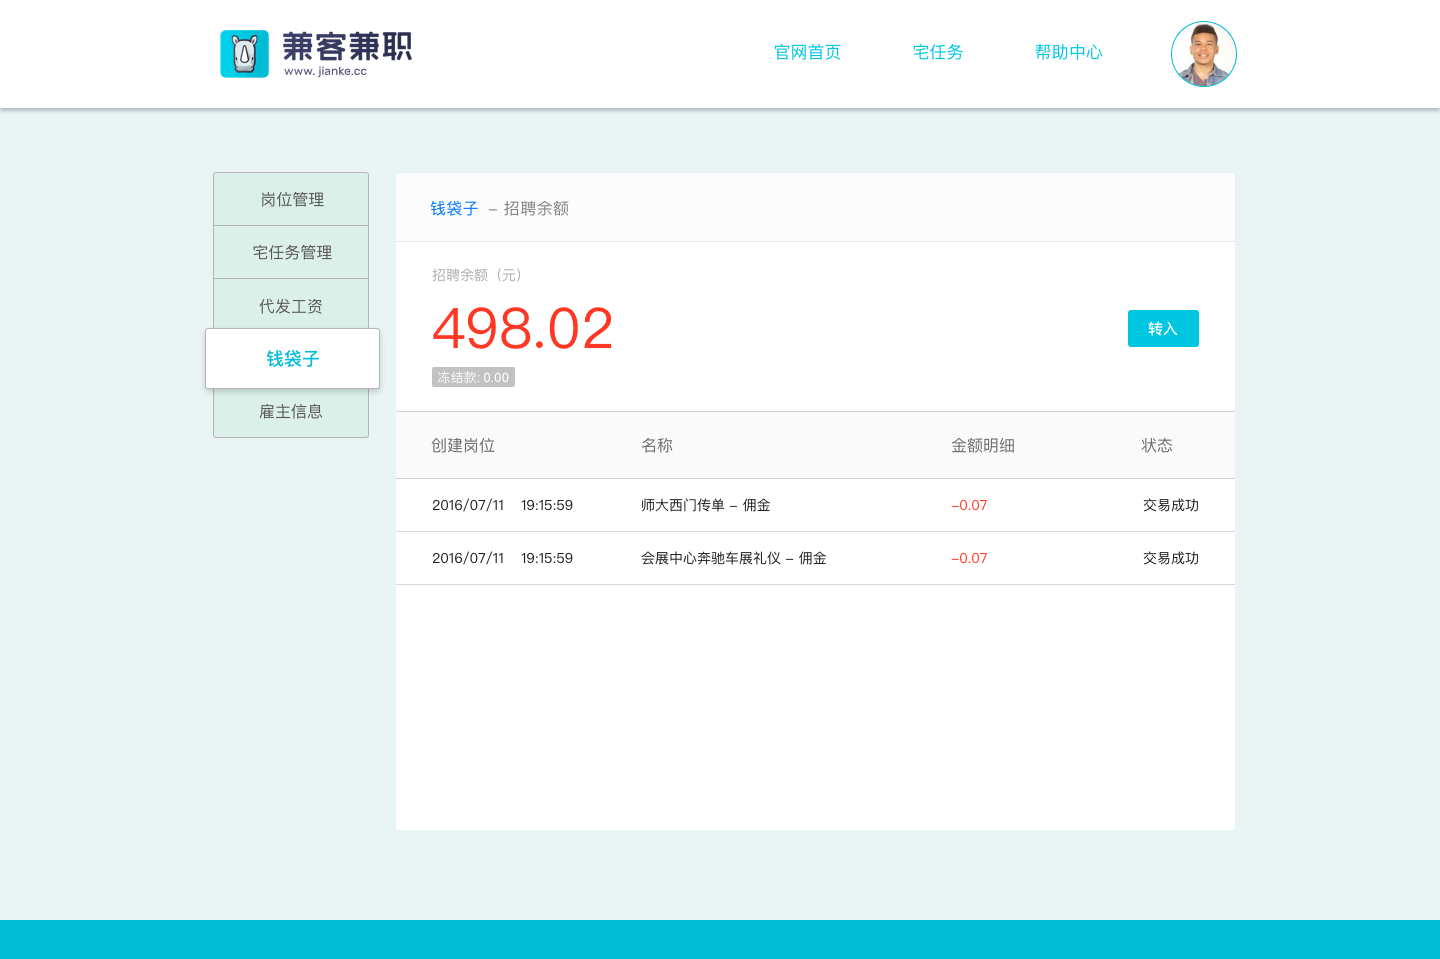 兼客兼职
www. jianke.cc
官网首页 宅任务 帮助中心
岗位管理
宅任务管理
代发工资
钱袋子
雇主信息
钱袋子 – 招聘余额
招聘余额（元）
498.02
转入
冻结款: 0.00
创建岗位 名称 金额明细 状态
2016/07/11 19:15:59 师大西门传单 – 佣金 –0.07 交易成功
2016/07/11 19:15:59 会展中心奔驰车展礼仪 – 佣金 –0.07 交易成功